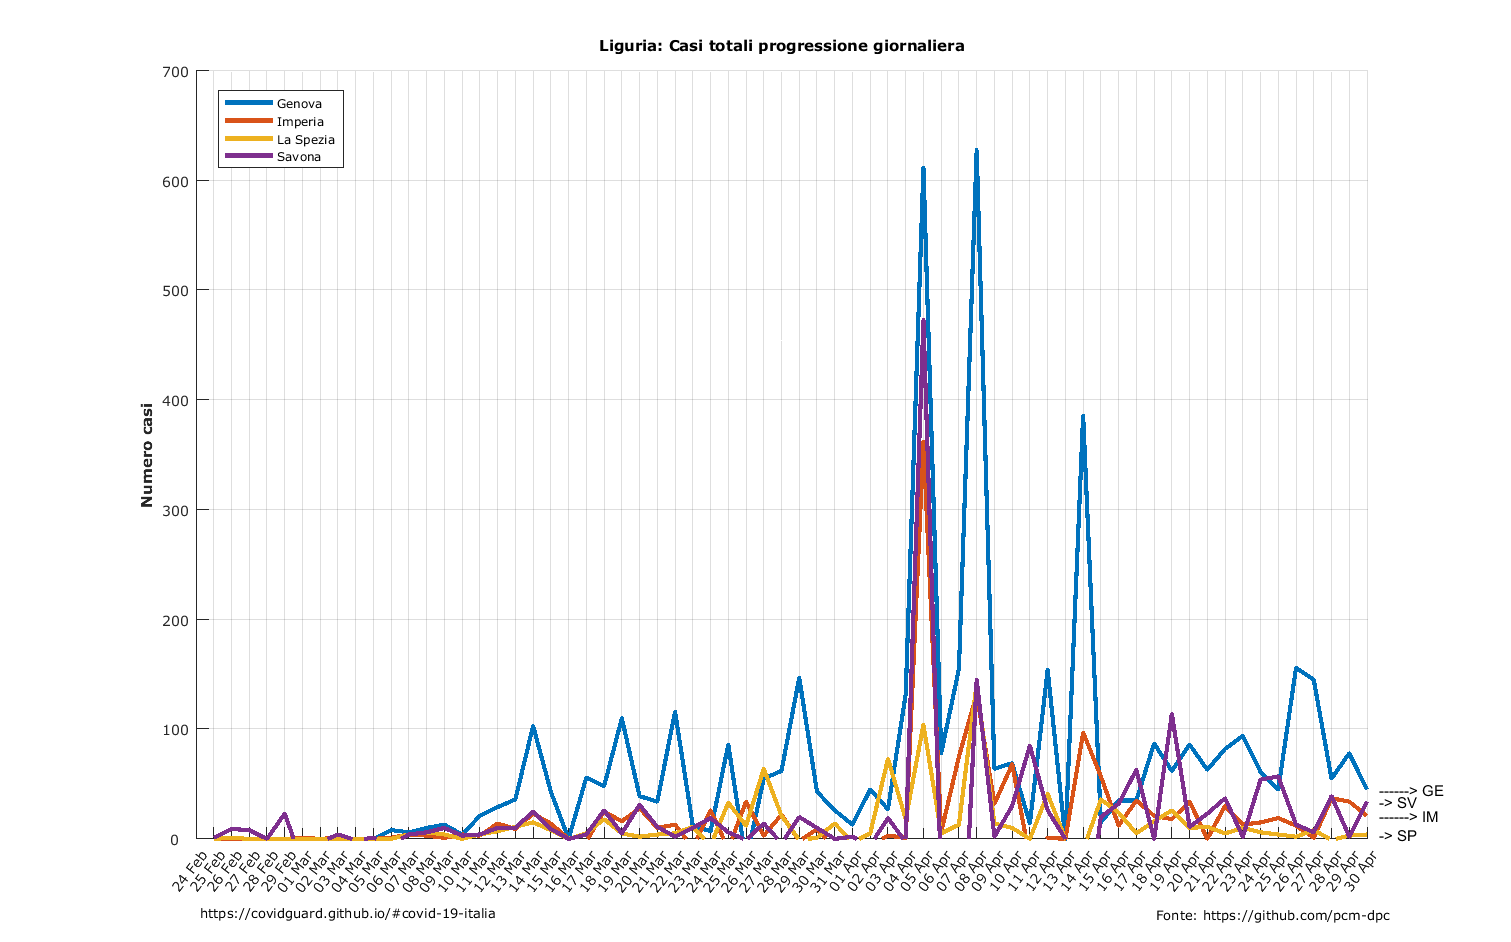 Liguria: Casi totali progressione giornaliera
700
600
500
400
300
200
100
0
Numero casi
Genova
Imperia
La Spezia
Savona
------> GE
-> SV
------> IM
-> SP
24 Feb
25 Feb
26 Feb
27 Feb
28 Feb
29 Feb
01 Mar
02 Mar
03 Mar
04 Mar
05 Mar
06 Mar
07 Mar
08 Mar
09 Mar
10 Mar
11 Mar
12 Mar
13 Mar
14 Mar
15 Mar
16 Mar
17 Mar
18 Mar
19 Mar
20 Mar
21 Mar
22 Mar
23 Mar
24 Mar
25 Mar
26 Mar
27 Mar
28 Mar
29 Mar
30 Mar
31 Mar
01 Apr
02 Apr
03 Apr
04 Apr
05 Apr
06 Apr
07 Apr
08 Apr
09 Apr
10 Apr
11 Apr
12 Apr
13 Apr
14 Apr
15 Apr
16 Apr
17 Apr
18 Apr
19 Apr
20 Apr
21 Apr
22 Apr
23 Apr
24 Apr
25 Apr
26 Apr
27 Apr
28 Apr
29 Apr
30 Apr
https://covidguard.github.io/#covid-19-italia
Fonte: https://github.com/pcm-dpc